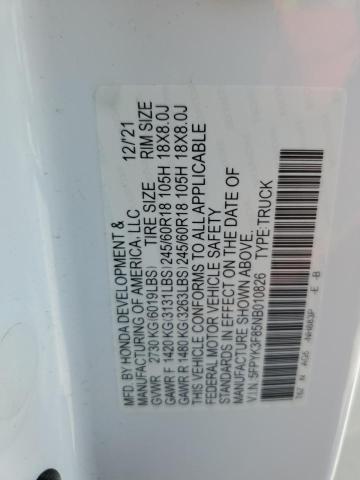 MFD. BY HONDA DEVELOPMENT & 12/21
MANUFACTURING OF AMERICA, LLC
TIRE SIZE RIM SIZE
GVWR 2730 KG (6019LBS)
GAWR F 1420 KG(3131LBS) 245/60R18 105H 18X8.0J
GAWR R 1480 KG(3263LBS) 245/60R18 105H 18X8.0J
THIS VEHICLE CONFORMS TO ALL APPLICABLE
FEDERAL MOTOR VEHICLE SAFETY
STANDARDS IN EFFECT ON THE DATE OF
MANUFACTURE SHOWN ABOVE.
V.I.N. 5FPYK3F85NB010826 TYPE:TRUCK
T6Z N AG5 -NH883P -E -B